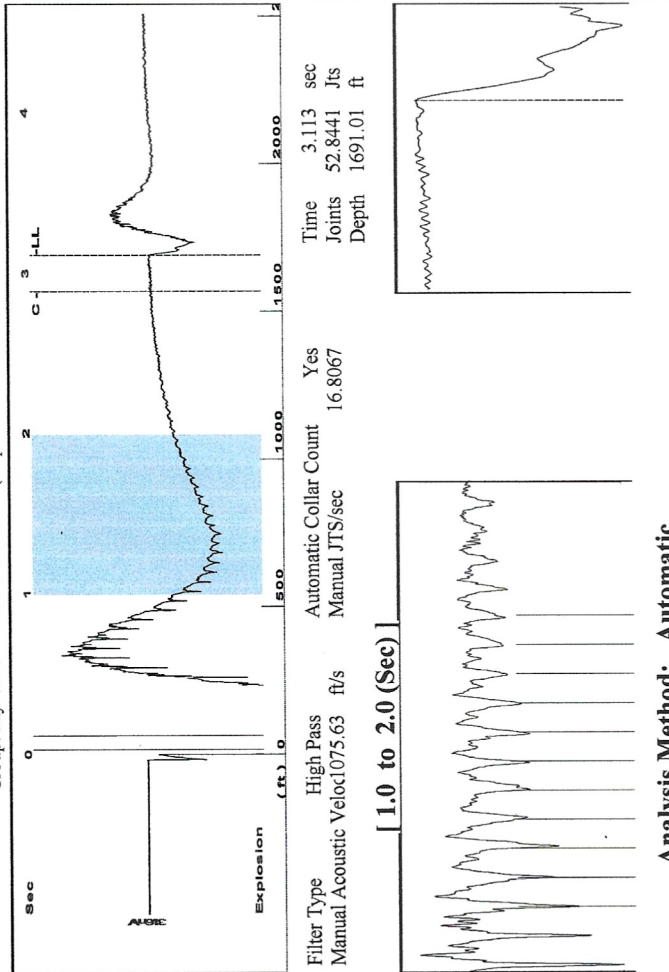 Sec 0 1 2 C 3 -LL 4
Explosion
(ft) 0 500 1000 1500 2000 2
Filter Type High Pass Automatic Collar Count Yes Time 3.113 sec
Manual Acoustic Veloc1075.63 ft/s Manual JTS/sec 16.8067 Joints 52.8441 Jts
Depth 1691.01 ft
[ 1.0 to 2.0 (Sec) ]
Analysis Method: Automatic